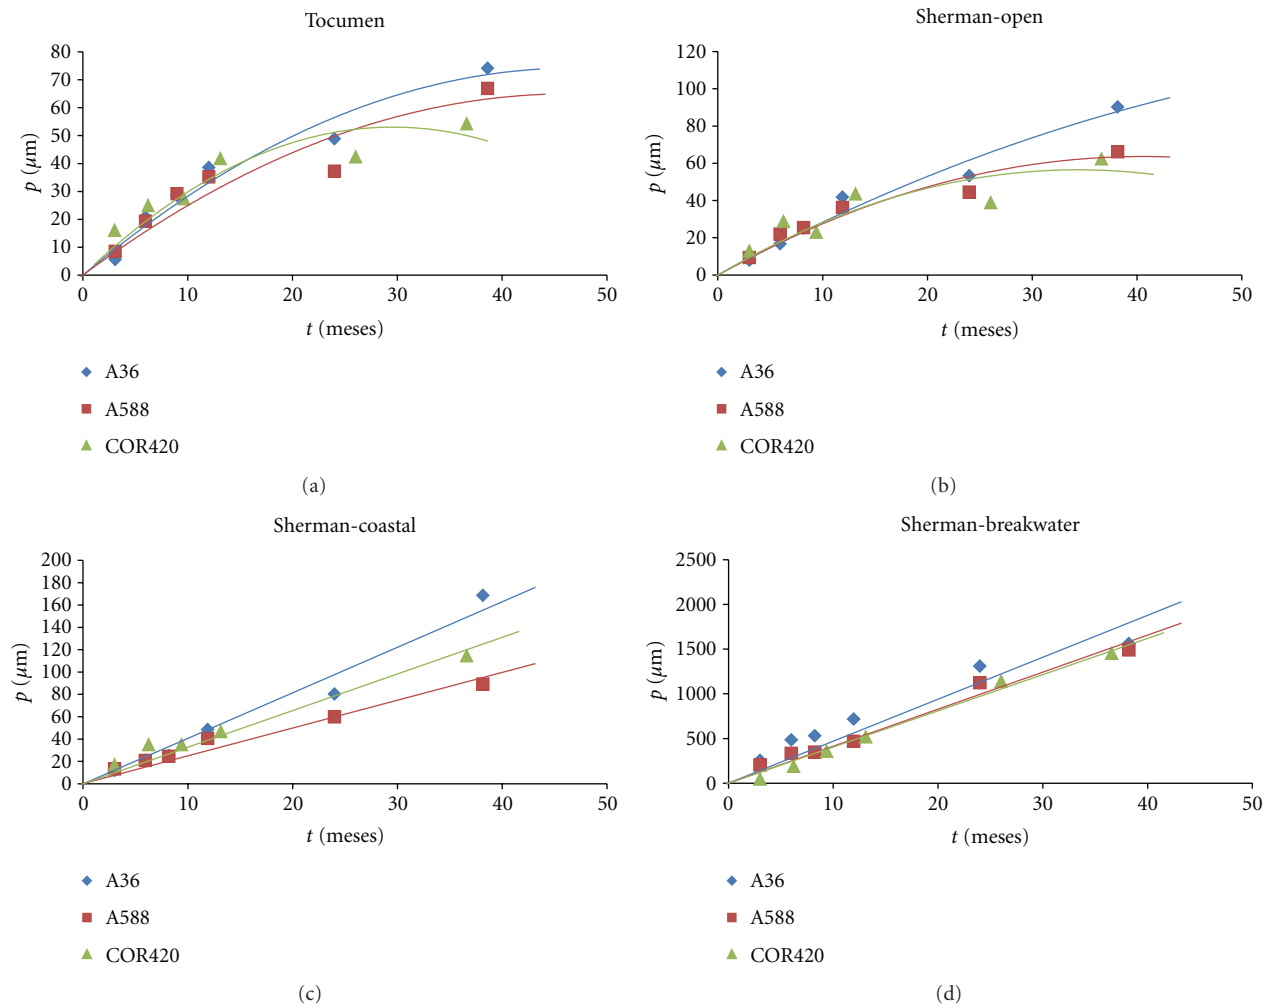 Tocumen
80
70
60
50
40
30
20
10
0
p (μm)
0 10 20 30 40 50
t (meses)
A36
A588
COR420
(a)
Sherman-open
120
100
80
60
40
20
0
p (μm)
0 10 20 30 40 50
t (meses)
A36
A588
COR420
(b)
Sherman-coastal
200
180
160
140
120
100
80
60
40
20
0
p (μm)
0 10 20 30 40 50
t (meses)
A36
A588
COR420
(c)
Sherman-breakwater
2500
2000
1500
1000
500
0
p (μm)
0 10 20 30 40 50
t (meses)
A36
A588
COR420
(d)